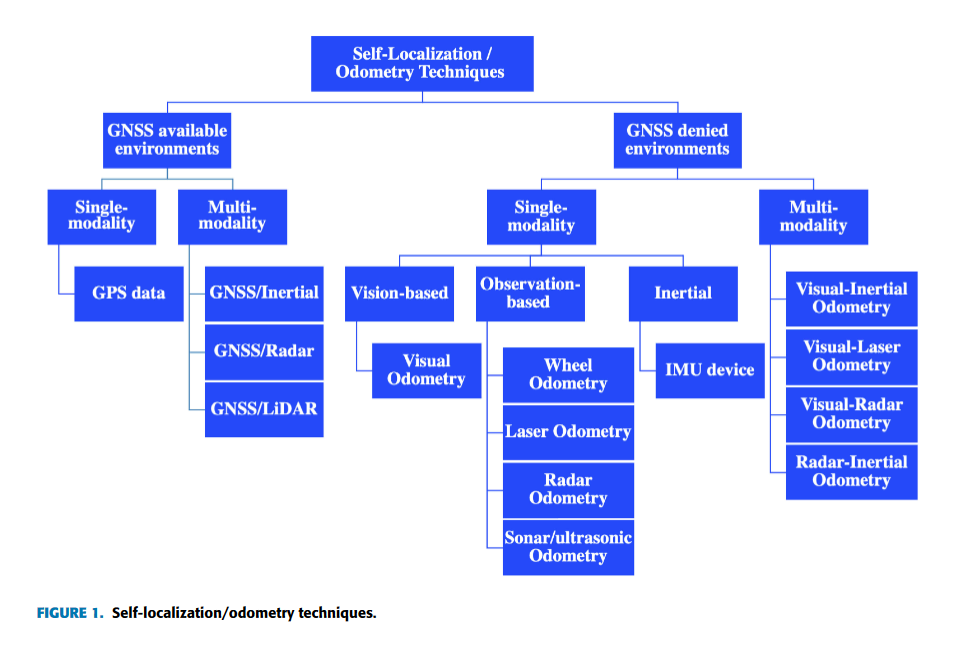 Self-Localization /
Odometry Techniques
GNSS available
environments
GNSS denied
environments
Single-
modality
Multi-
modality
Single-
modality
Multi-
modality
GPS data
GNSS/Inertial
GNSS/Radar
GNSS/LiDAR
Vision-based
Observation-
based
Inertial
Visual
Odometry
Wheel
Odometry
Laser Odometry
Radar
Odometry
Sonar/ultrasonic
Odometry
IMU device
Visual-Inertial
Odometry
Visual-Laser
Odometry
Visual-Radar
Odometry
Radar-Inertial
Odometry
FIGURE 1. Self-localization/odometry techniques.